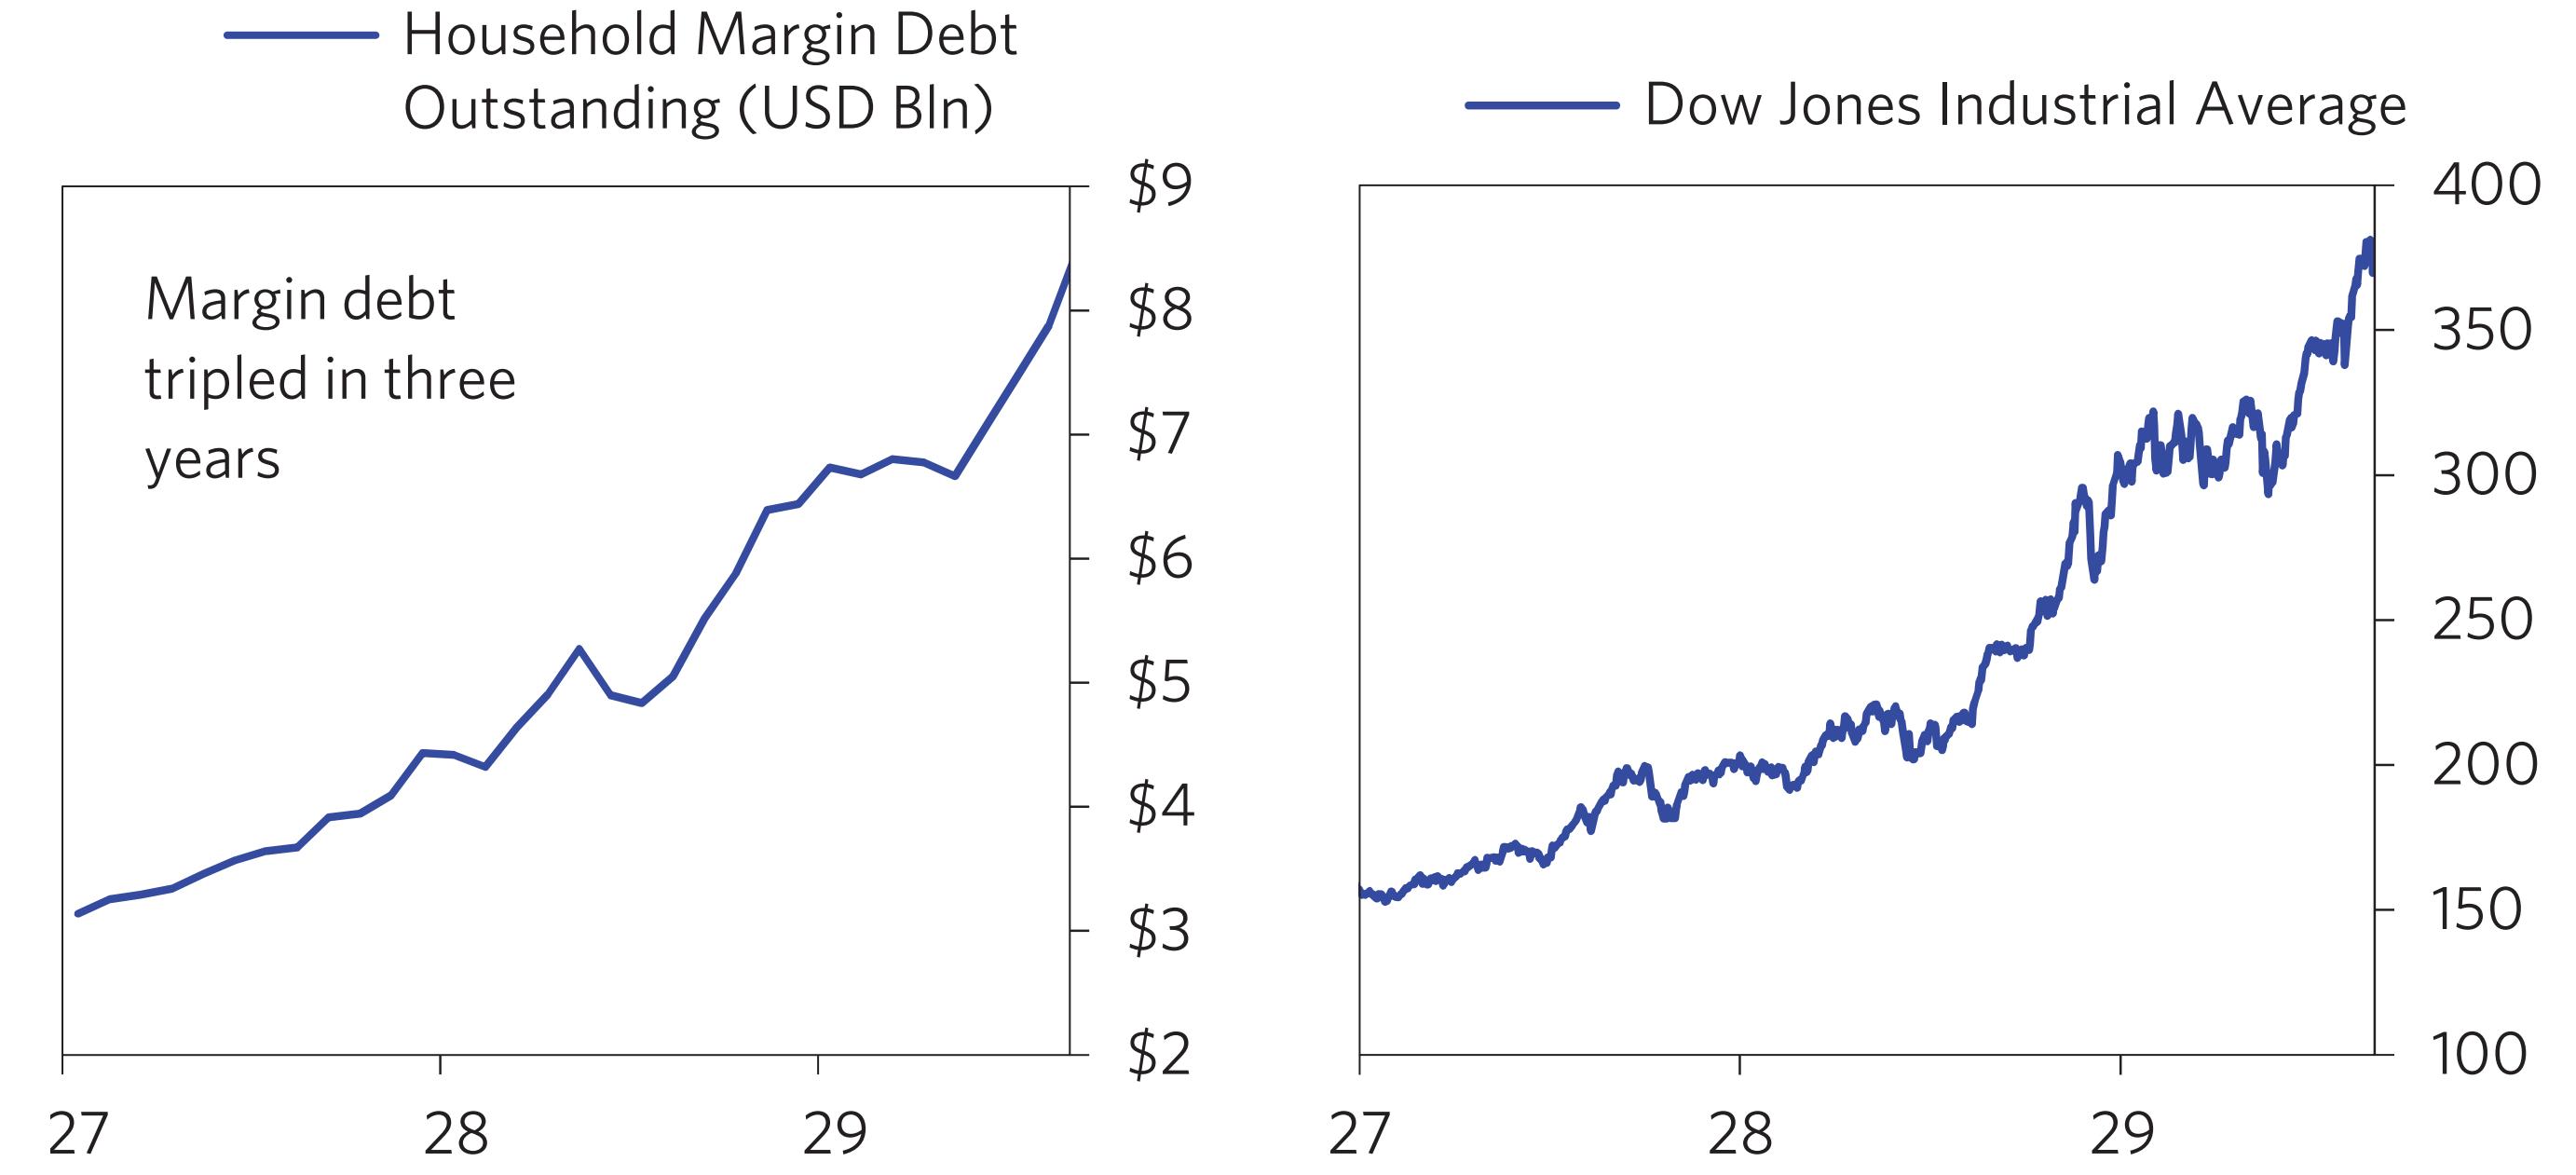 Household Margin Debt
Outstanding (USD Bln)
$9
$8
$7
$6
$5
$4
$3
$2
Margin debt
tripled in three
years
27 28 29
Dow Jones Industrial Average
400
350
300
250
200
150
100
27 28 29